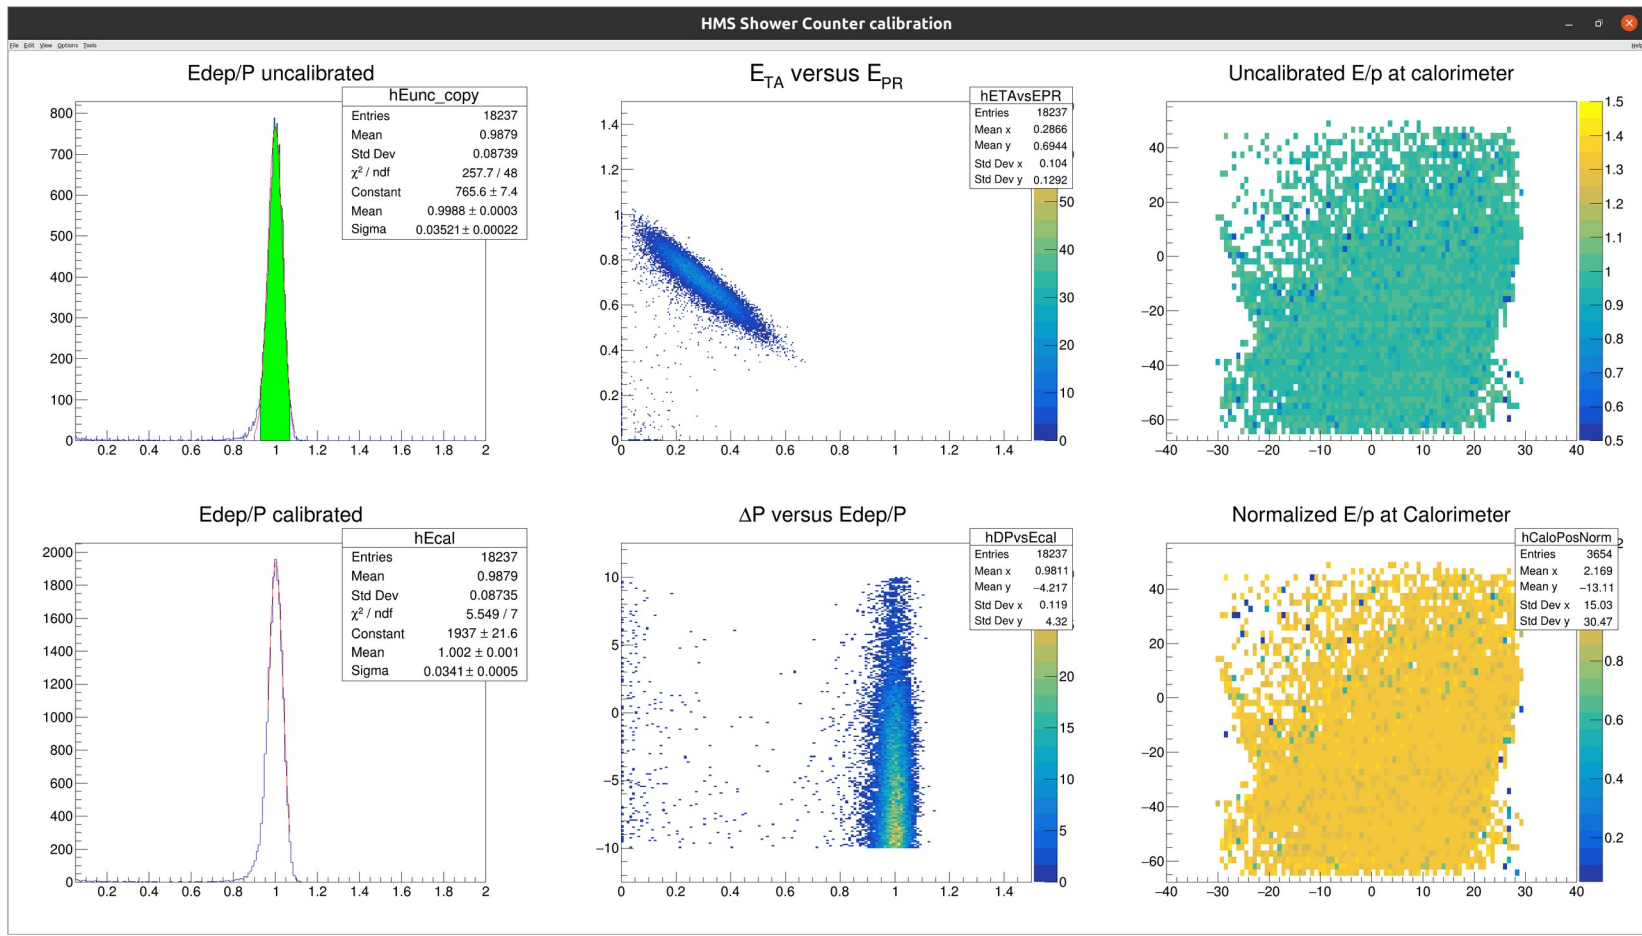 HMS Shower Counter calibration
File Edit View Options Tools
Help
Edep/P uncalibrated
hEunc_copy
Entries 18237
Mean 0.9879
Std Dev 0.08739
χ² / ndf 257.7 / 48
Constant 765.6 ± 7.4
Mean 0.9988 ± 0.0003
Sigma 0.03521 ± 0.00022
800
700
600
500
400
300
200
100
0
0.2 0.4 0.6 0.8 1 1.2 1.4 1.6 1.8 2
E_TA versus E_PR
hETAvsEPR
Entries 18237
Mean x 0.2866
Mean y 0.6944
Std Dev x 0.104
Std Dev y 0.1292
1.4
1.2
1
0.8
0.6
0.4
0.2
0
0 0.2 0.4 0.6 0.8 1 1.2 1.4
50
40
30
20
10
0
Uncalibrated E/p at calorimeter
40
20
0
−20
−40
−60
−40 −30 −20 −10 0 10 20 30 40
1.5
1.4
1.3
1.2
1.1
1
0.9
0.8
0.7
0.6
0.5
Edep/P calibrated
hEcal
Entries 18237
Mean 0.9879
Std Dev 0.08735
χ² / ndf 5.549 / 7
Constant 1937 ± 21.6
Mean 1.002 ± 0.001
Sigma 0.0341 ± 0.0005
2000
1800
1600
1400
1200
1000
800
600
400
200
0
0.2 0.4 0.6 0.8 1 1.2 1.4 1.6 1.8 2
ΔP versus Edep/P
hDPvsEcal
Entries 18237
Mean x 0.9811
Mean y −4.217
Std Dev x 0.119
Std Dev y 4.32
10
5
0
−5
−10
0 0.2 0.4 0.6 0.8 1 1.2 1.4
20
15
10
5
0
Normalized E/p at Calorimeter
hCaloPosNorm
Entries 3654
Mean x 2.169
Mean y −13.11
Std Dev x 15.03
Std Dev y 30.47
40
20
0
−20
−40
−60
−40 −30 −20 −10 0 10 20 30 40
0.8
0.6
0.4
0.2